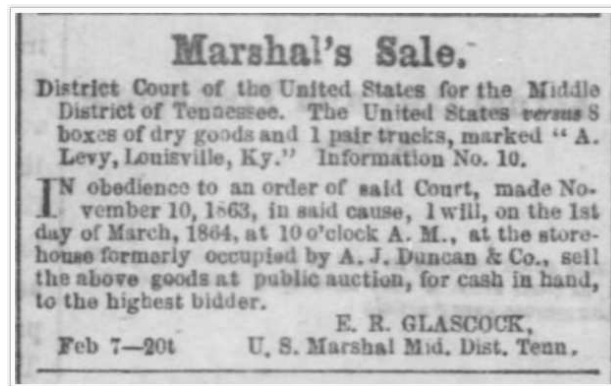 Marshal's Sale.
District Court of the United States for the Middle
District of Tennessee. The United States versus 8
boxes of dry goods and 1 pair trucks, marked "A.
Levy, Louisville, Ky." Information No. 10.
IN obedience to an order of said Court, made No-
vember 10, 1863, in said cause, I will, on the 1st
day of March, 1864, at 10 o'clock A. M., at the store-
house formerly occupied by A. J. Duncan & Co., sell
the above goods at public auction, for cash in hand,
to the highest bidder.
E. R. GLASCOCK,
Feb 7—20t U. S. Marshal Mid. Dist. Tenn.